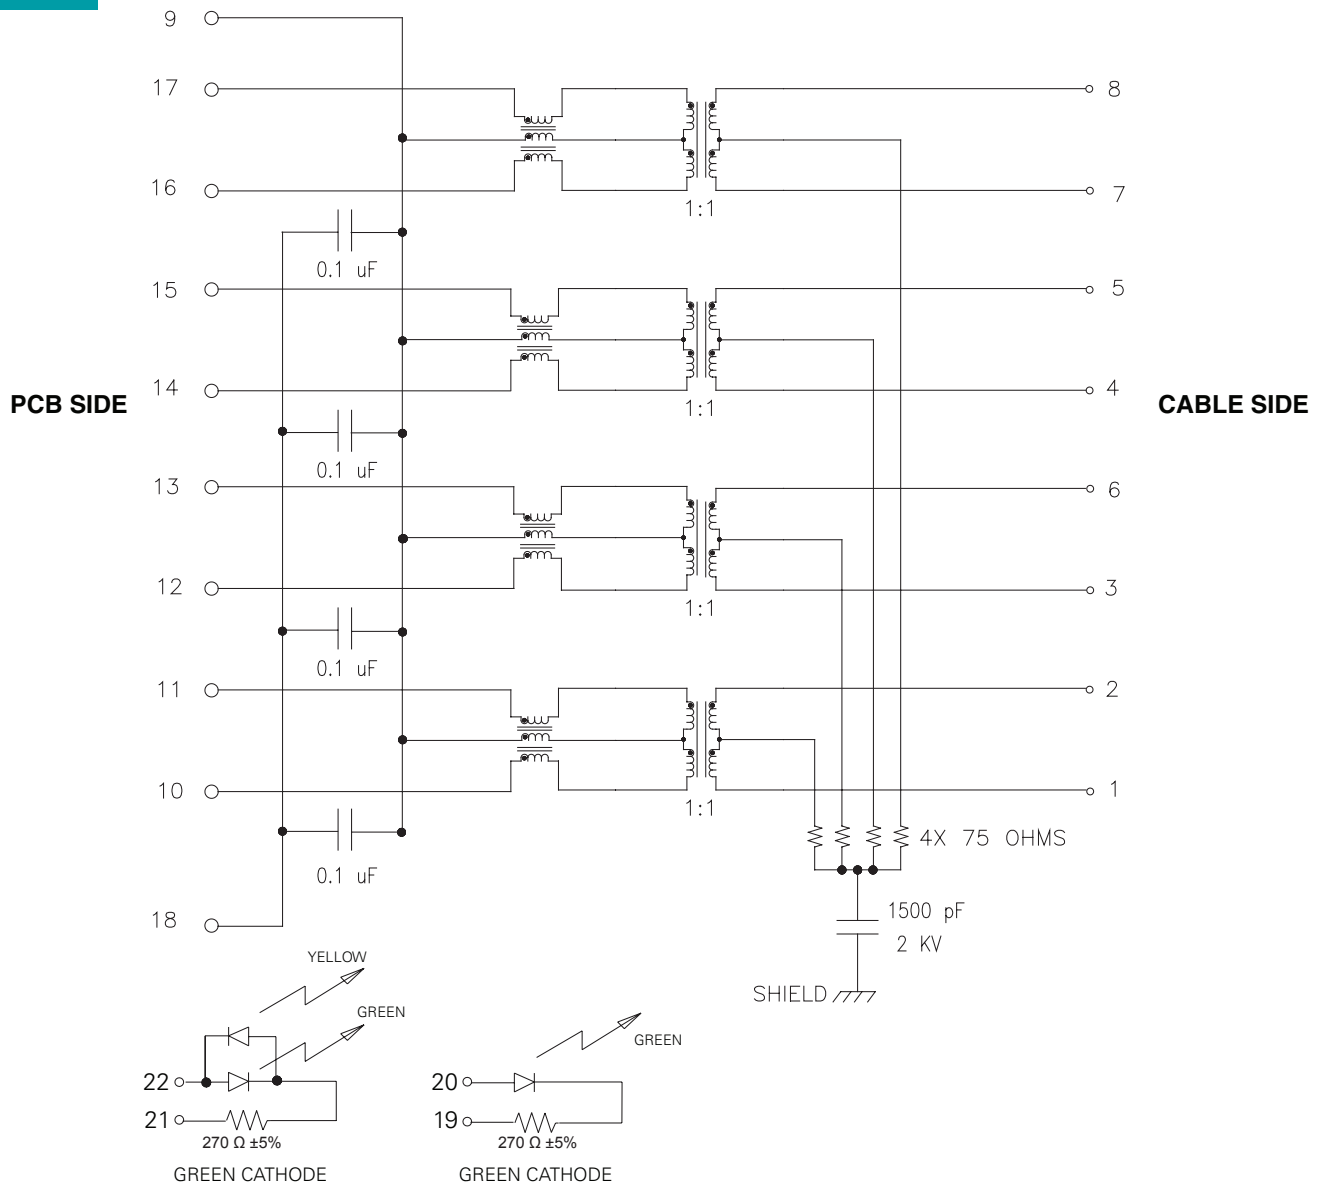 9
17
8
16
7
1:1
0.1 uF
15
5
14
4
1:1
PCB SIDE
CABLE SIDE
0.1 uF
13
6
12
3
1:1
0.1 uF
11
2
10
1
1:1
4X 75 OHMS
0.1 uF
18
1500 pF
2 KV
SHIELD
YELLOW
GREEN
22
21
270 Ω ±5%
GREEN CATHODE
GREEN
20
19
270 Ω ±5%
GREEN CATHODE